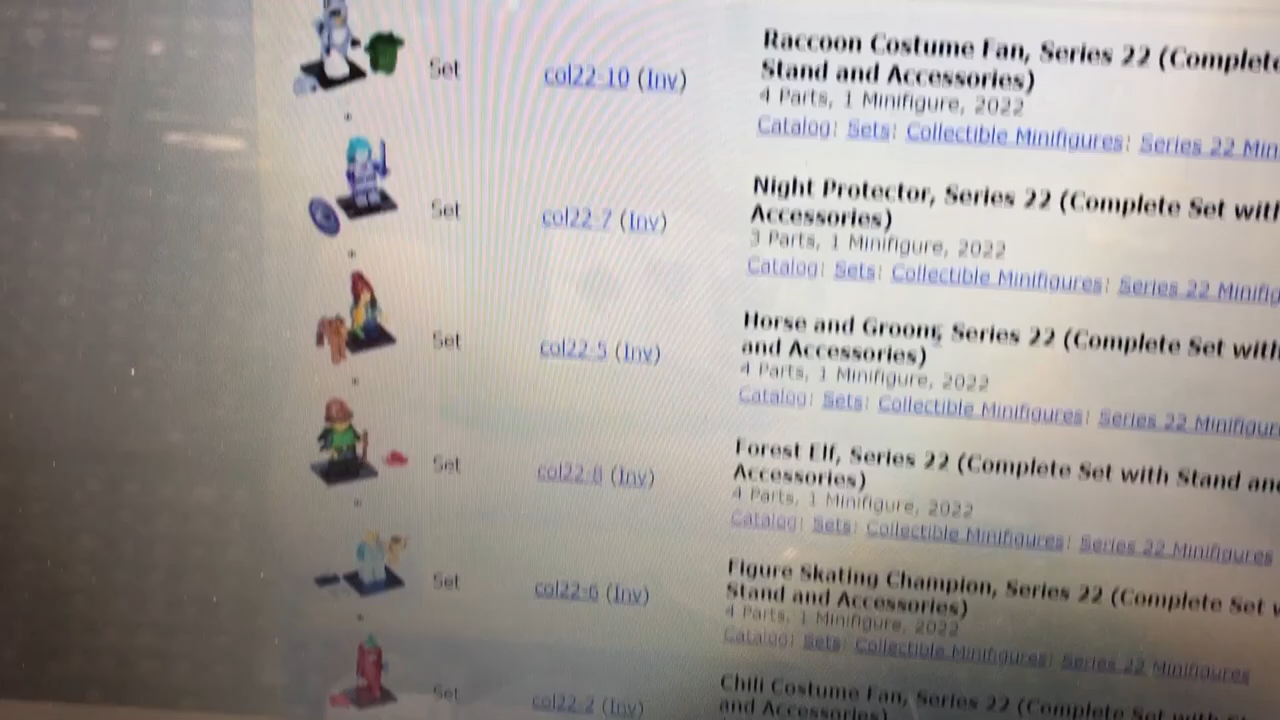 Set col22-10 (Inv) Raccoon Costume Fan, Series 22 (Complete
Stand and Accessories)
4 Parts, 1 Minifigure, 2022
Catalog: Sets: Collectible Minifigures: Series 22 Min
Set col22-7 (Inv) Night Protector, Series 22 (Complete Set with
Accessories)
3 Parts, 1 Minifigure, 2022
Catalog: Sets: Collectible Minifigures: Series 22 Minifig
Set col22-5 (Inv) Horse and Groom, Series 22 (Complete Set with
and Accessories)
4 Parts, 1 Minifigure, 2022
Catalog: Sets: Collectible Minifigures: Series 22 Minifigur
Set col22-8 (Inv) Forest Elf, Series 22 (Complete Set with Stand and
Accessories)
4 Parts, 1 Minifigure, 2022
Catalog: Sets: Collectible Minifigures: Series 22 Minifigures
Set col22-6 (Inv) Figure Skating Champion, Series 22 (Complete Set w
Stand and Accessories)
4 Parts, 1 Minifigure, 2022
Catalog: Sets: Collectible Minifigures: Series 22 Minifigures
Set col22-2 (Inv) Chili Costume Fan, Series 22 (Complete Set with
and Accessories)